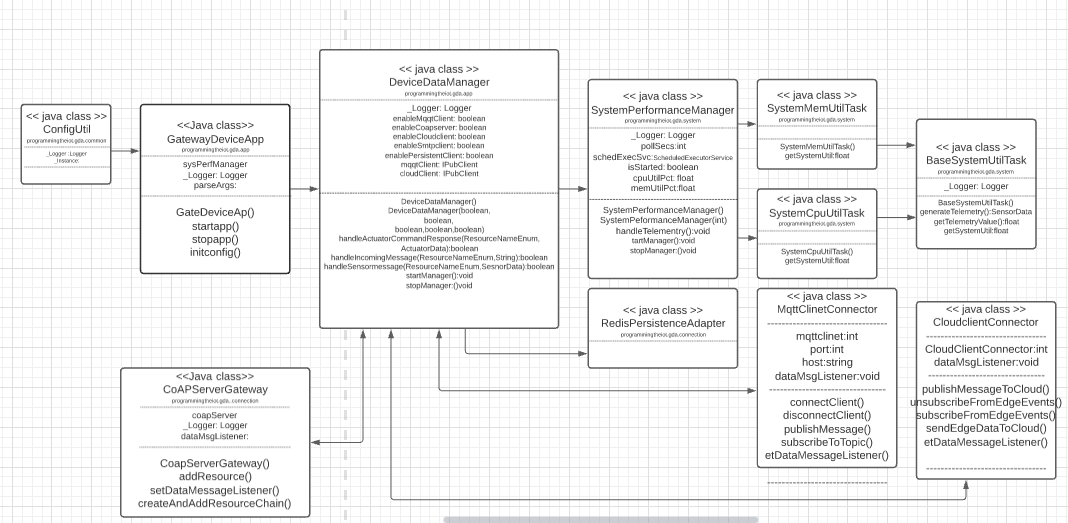 << java class >>
ConfigUtil
programmingtheiot.gda.common
_Logger :Logger
_Instance:
<<Java class>>
GatewayDeviceApp
programmingtheiot.gda.app
sysPerfManager
_Logger: Logger
parseArgs:
GateDeviceAp()
startapp()
stopapp()
initconfig()
<< java class >>
DeviceDataManager
programmingtheiot.gda.app
_Logger: Logger
enableMqqtClient: boolean
enableCoapserver: boolean
enableCloudclient: boolean
enableSmtpclient: boolean
enablePersistentClient: boolean
mqqtClient: IPubClient
cloudClient: IPubClient
DeviceDataManager()
DeviceDataManager(boolean,
boolean,
boolean,boolean,boolean)
handleActuatorCommandResponse(ResourceNameEnum,
ActuatorData):boolean
handleIncomingMessage(ResourceNameEnum,String):boolean
handleSensormessage(ResourceNameEnum,SesnorData):boolean
startManager():void
stopManager:()void
<< java class >>
SystemPerformanceManager
programmingtheiot.gda.system
_Logger: Logger
pollSecs:int
schedExecSvc:ScheduledExecutorService
isStarted: boolean
cpuUtilPct: float
memUtilPct:float
SystemPerformanceManager()
SystemPeformanceManager(int)
handleTelementry():void
tartManager():void
stopManager():void
<< java class >>
SystemMemUtilTask
programmingtheiot.gda.system
SystemMemUtilTask()
getSystemUtil:float
<< java class >>
SystemCpuUtilTask
programmingtheiot.gda.system
SystemCpuUtilTask()
getSystemUtil:float
<< java class >>
BaseSystemUtilTask
programmingtheiot.gda.system
_Logger: Logger
BaseSystemUtilTask()
generateTelemetry():SensorData
getTelemetryValue():float
getSystemUtil:float
<< java class >>
RedisPersistenceAdapter
programmingtheiot.gda.connection
<< java class >>
MqttClinetConnector
mqttclinet:int
port:int
host:string
dataMsgListener:void
connectClient()
disconnectClient()
publishMessage()
subscribeToTopic()
etDataMessageListener()
<< java class >>
CloudclientConnector
CloudClientConnector:int
dataMessage:void
publishMessageToCloud()
unsubscribeFromEdgeEvents()
subscribeFromEdgeEvents()
sendEdgeDataToCloud()
etDataMessageListener()
<<Java class>>
CoAPServerGateway
programmingtheiot.gda..connection
coapServer
_Logger: Logger
dataMsgListener:
CoapServerGateway()
addResource()
setDataMessageListener()
createAndAddResourceChain()